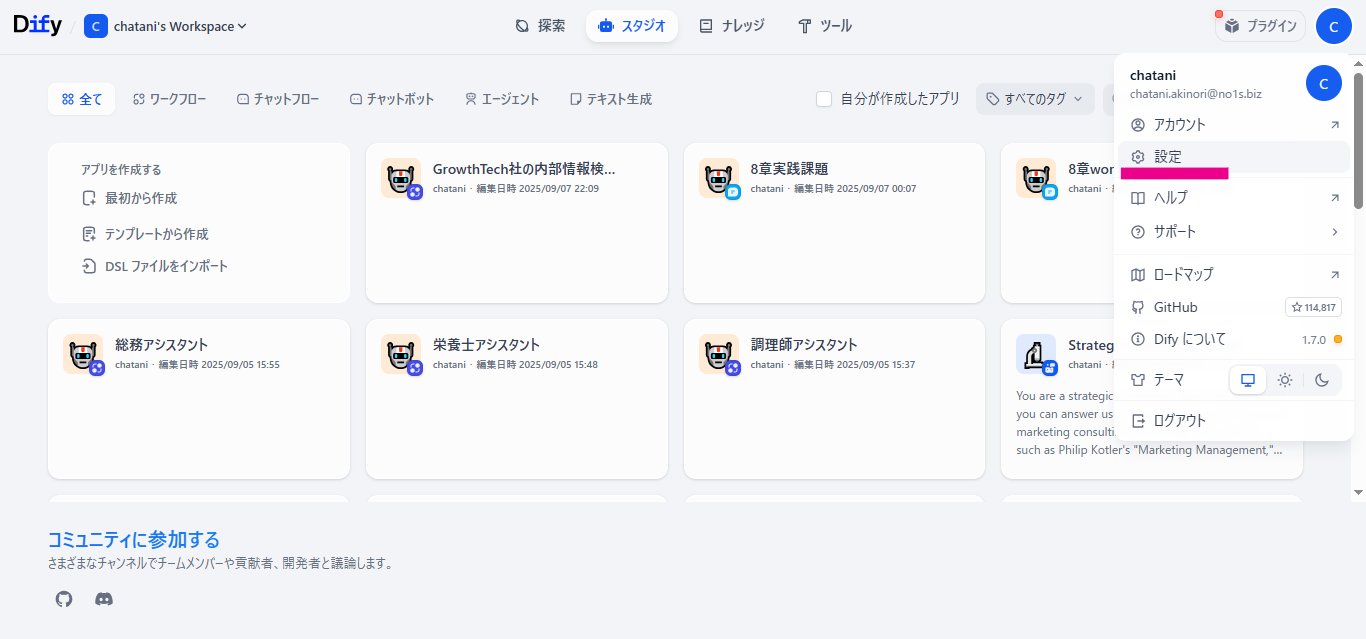 Dify
C chatani's Workspace
探索
スタジオ
ナレッジ
ツール
プラグイン
C
全て
ワークフロー
チャットフロー
チャットボット
エージェント
テキスト生成
自分が作成したアプリ
すべてのタグ
chatani
chatani.akinori@no1s.biz
C
アカウント
設定
ヘルプ
サポート
ロードマップ
GitHub
114,817
Dify について
1.7.0
テーマ
ログアウト
アプリを作成する
最初から作成
テンプレートから作成
DSL ファイルをインポート
GrowthTech社の内部情報検...
chatani · 編集日時 2025/09/07 22:09
8章実践課題
chatani · 編集日時 2025/09/07 00:07
8章wor
chatani ·
総務アシスタント
chatani · 編集日時 2025/09/05 15:55
栄養士アシスタント
chatani · 編集日時 2025/09/05 15:48
調理師アシスタント
chatani · 編集日時 2025/09/05 15:37
Strateg
chatani ·
You are a strategic
you can answer us
marketing consulti
such as Philip Kotler's "Marketing Management,"...
コミュニティに参加する
さまざまなチャンネルでチームメンバーや貢献者、開発者と議論します。